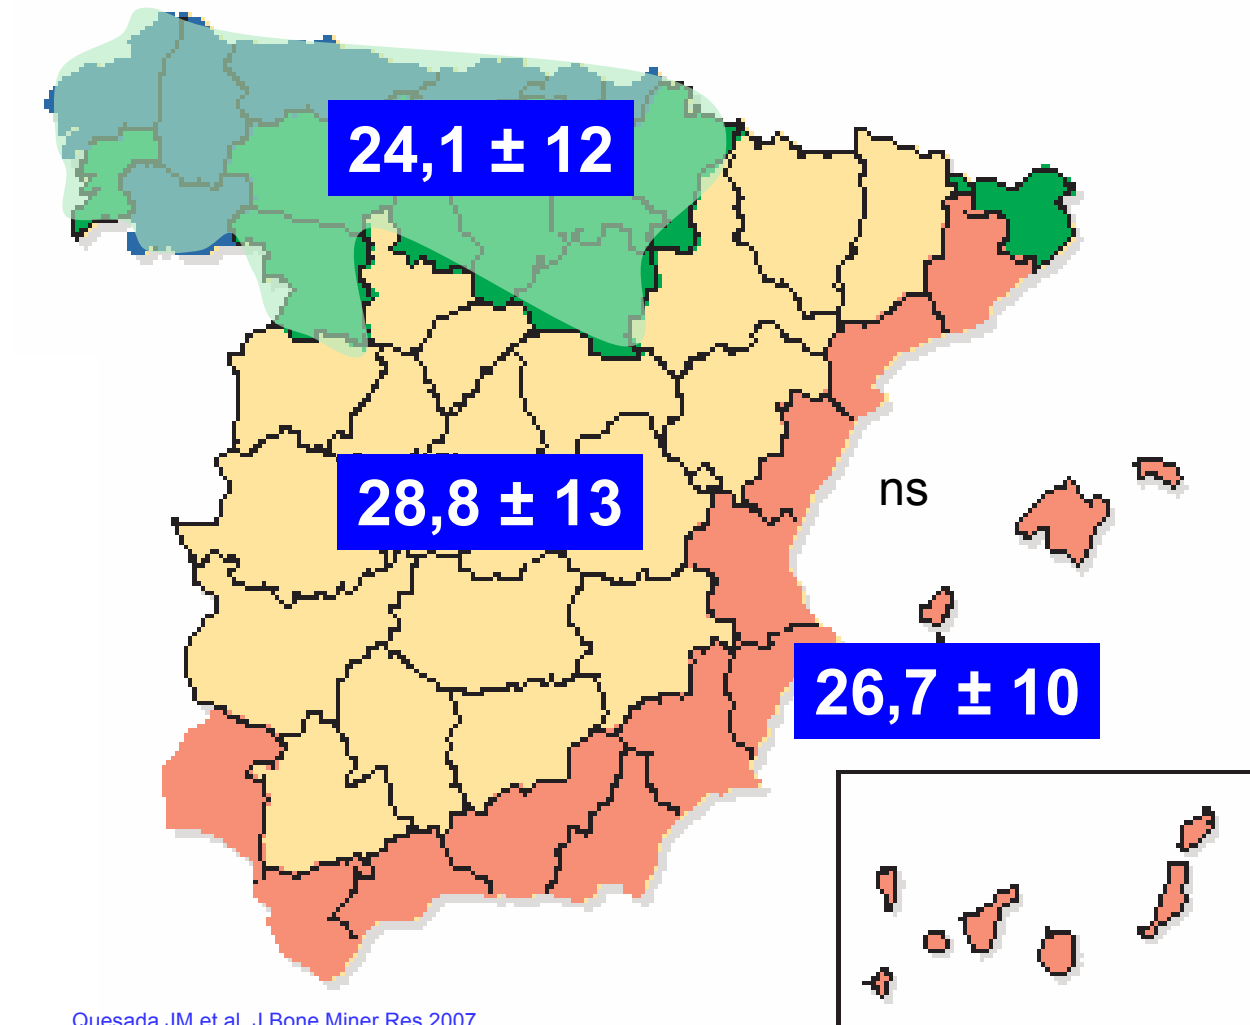 24,1 ± 12
28,8 ± 13
ns
26,7 ± 10
Quesada JM et al. J Bone Miner Res 2007